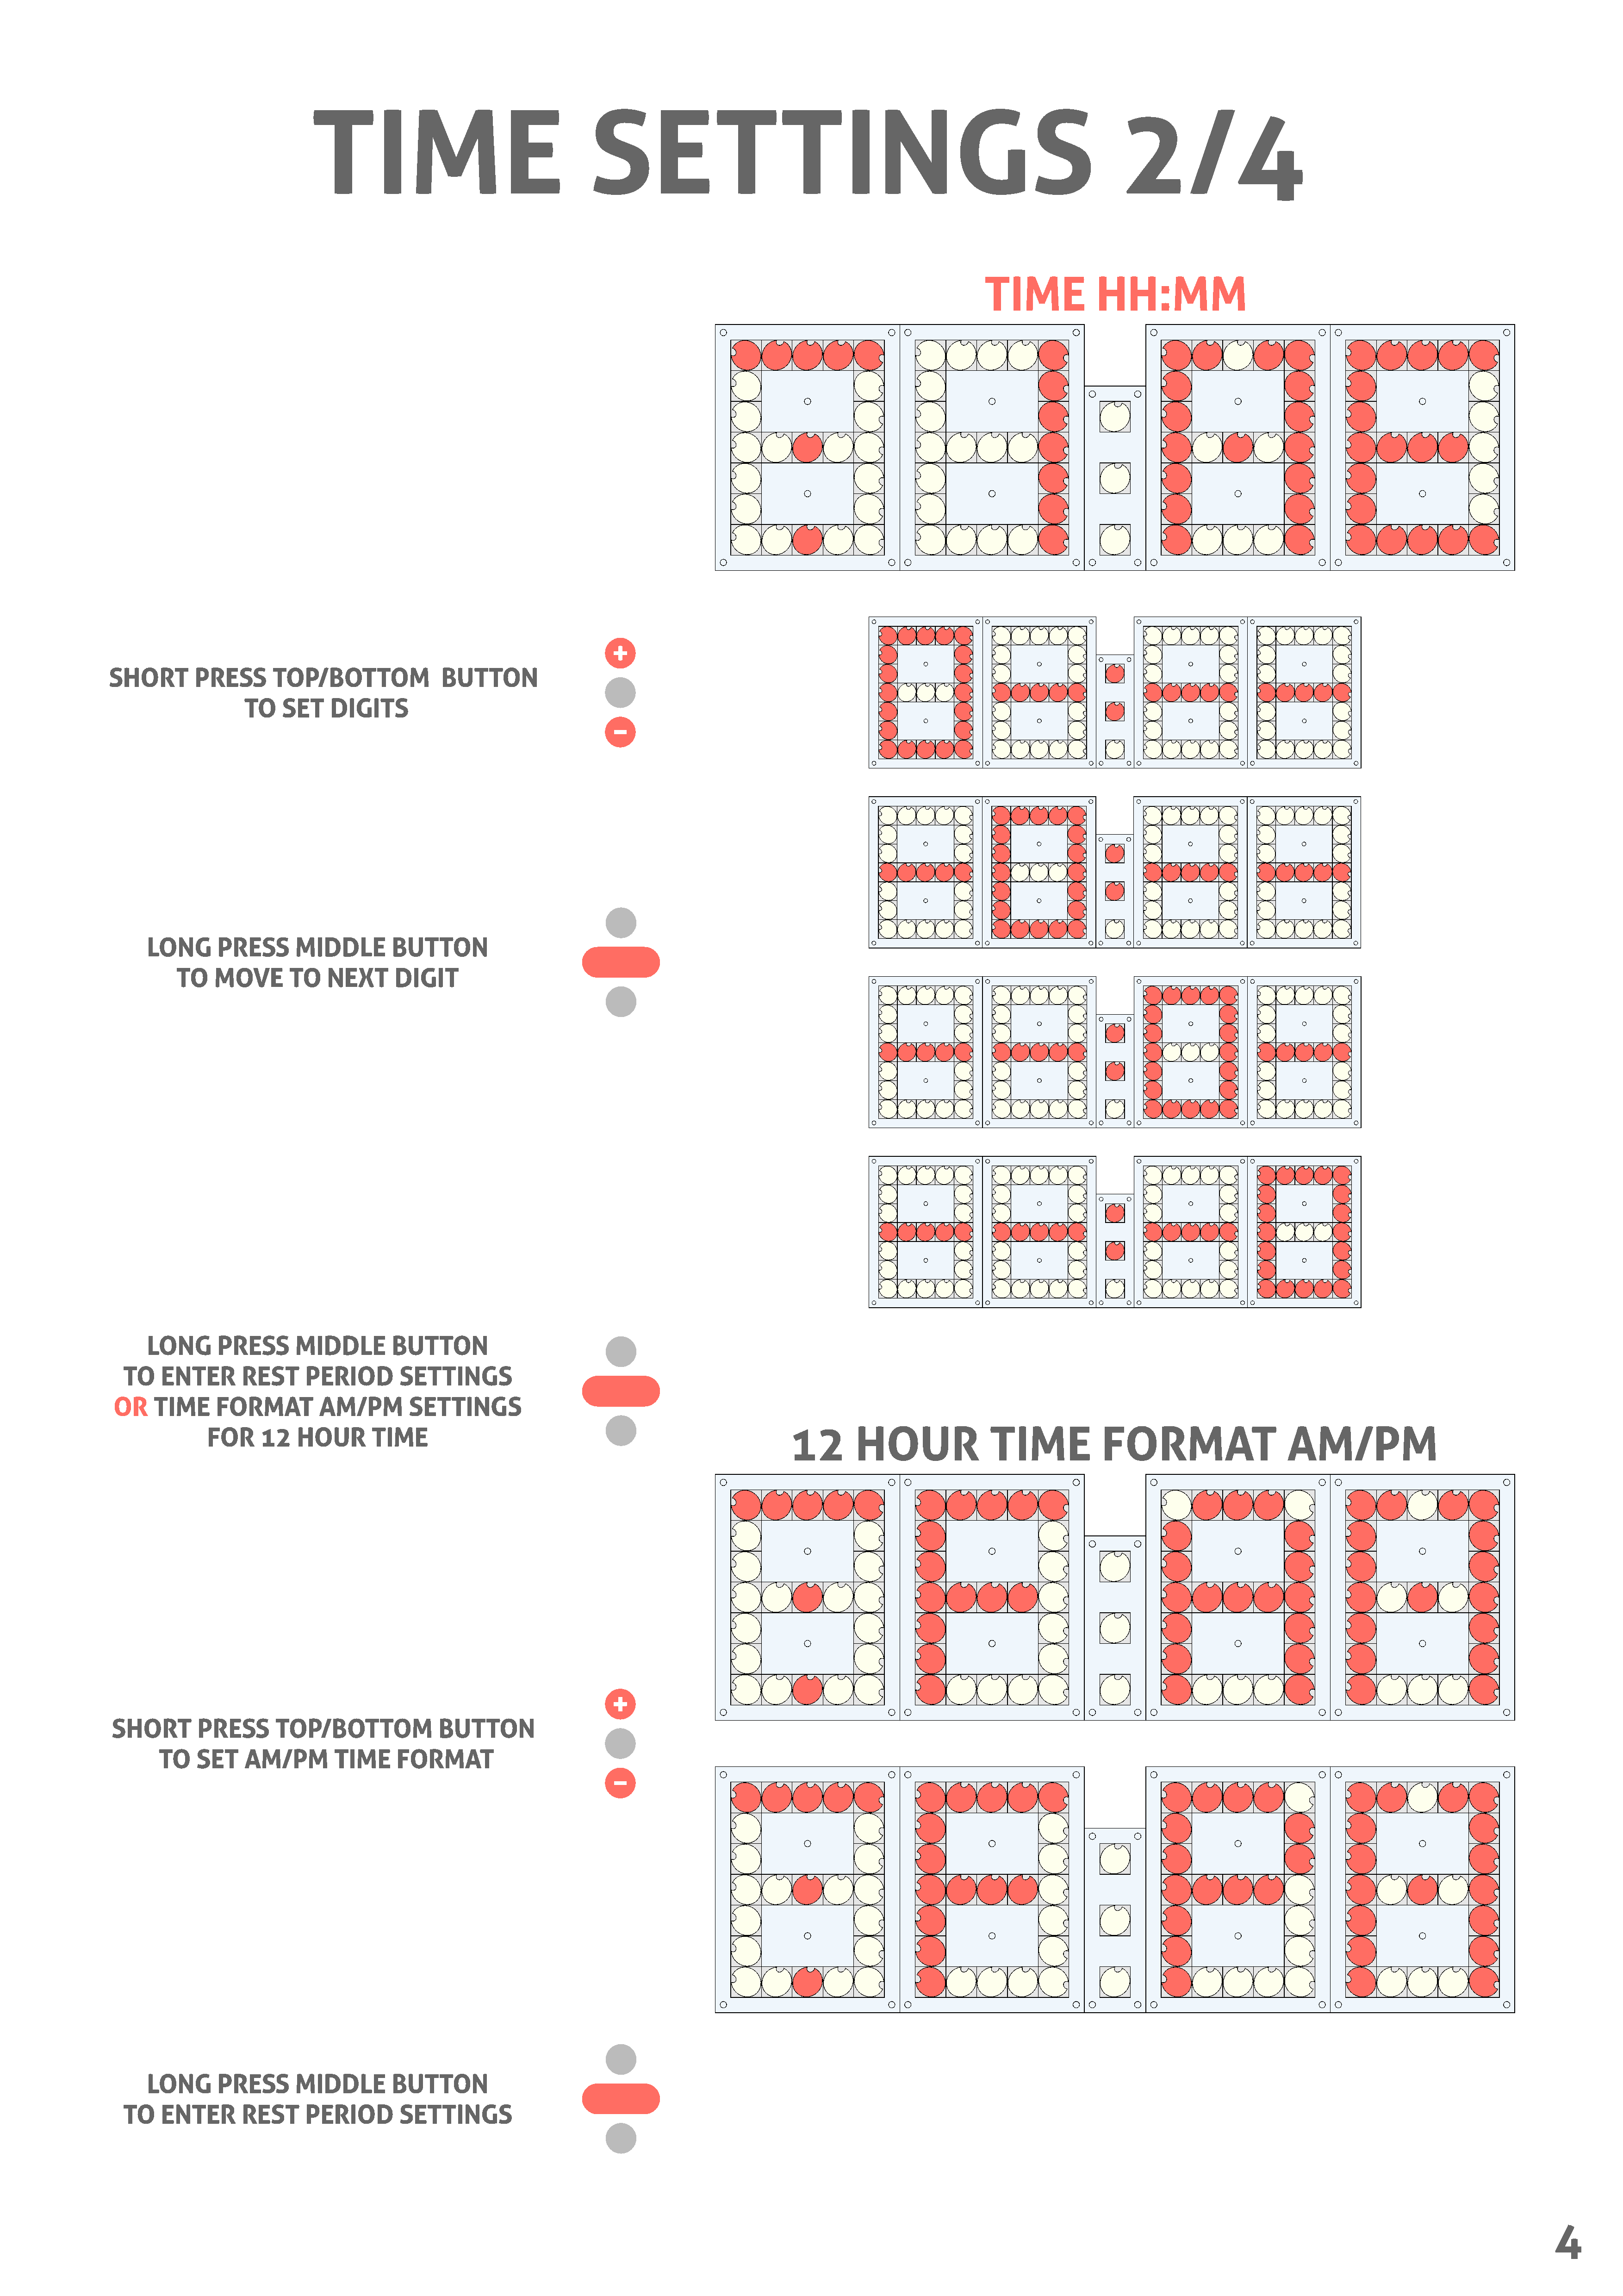 TIME SETTINGS 2/4
TIME HH:MM
SHORT PRESS TOP/BOTTOM BUTTON
TO SET DIGITS
+
−
LONG PRESS MIDDLE BUTTON
TO MOVE TO NEXT DIGIT
LONG PRESS MIDDLE BUTTON
TO ENTER REST PERIOD SETTINGS
OR TIME FORMAT AM/PM SETTINGS
FOR 12 HOUR TIME
12 HOUR TIME FORMAT AM/PM
SHORT PRESS TOP/BOTTOM BUTTON
TO SET AM/PM TIME FORMAT
+
−
LONG PRESS MIDDLE BUTTON
TO ENTER REST PERIOD SETTINGS
4